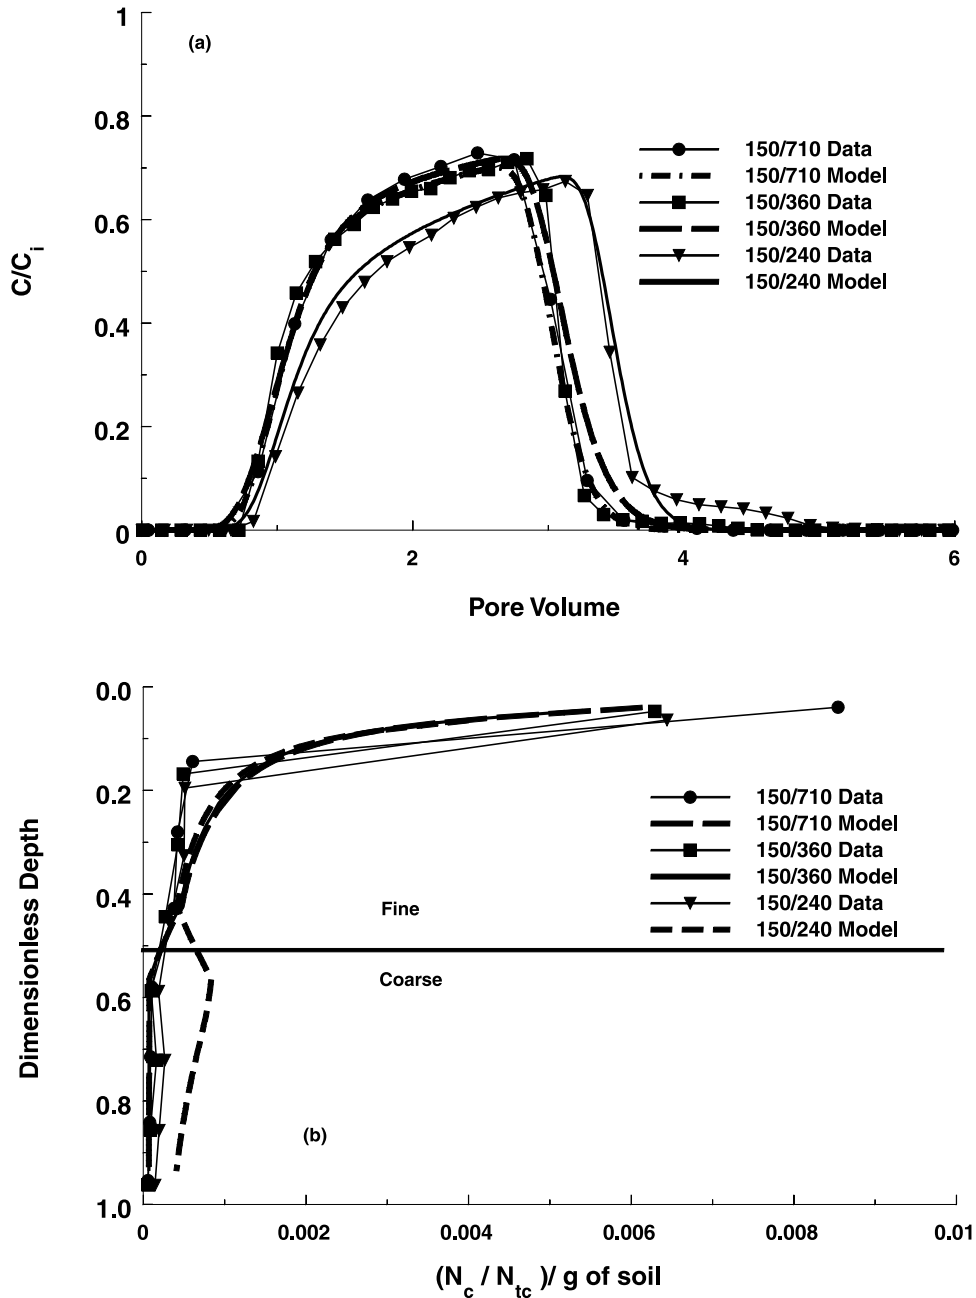 1
(a)
0.8
150/710 Data
150/710 Model
0.6
150/360 Data
150/360 Model
150/240 Data
150/240 Model
C/Ci
0.4
0.2
0
0
2
4
6
Pore Volume
0.0
0.2
150/710 Data
150/710 Model
150/360 Data
150/360 Model
150/240 Data
150/240 Model
0.4
Fine
Coarse
Dimensionless Depth
0.6
0.8
(b)
1.0
0
0.002
0.004
0.006
0.008
0.01
(Nc / Ntc )/ g of soil